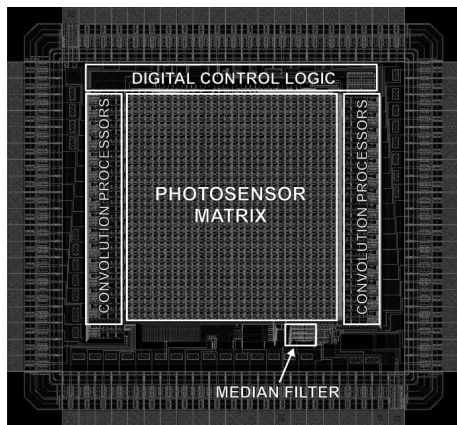 DIGITAL CONTROL LOGIC
CONVOLUTION PROCESSORS
PHOTOSENSOR
MATRIX
CONVOLUTION PROCESSORS
MEDIAN FILTER